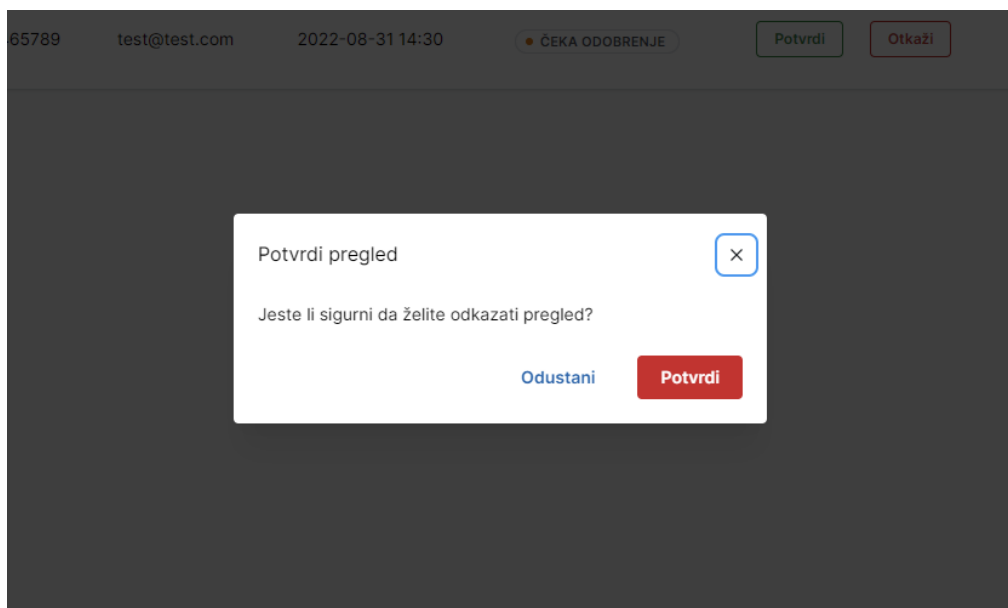 65789 test@test.com 2022-08-31 14:30 ČEKA ODOBRENJE Potvrdi Otkaži
Potvrdi pregled
Jeste li sigurni da želite odkazati pregled?
Odustani Potvrdi